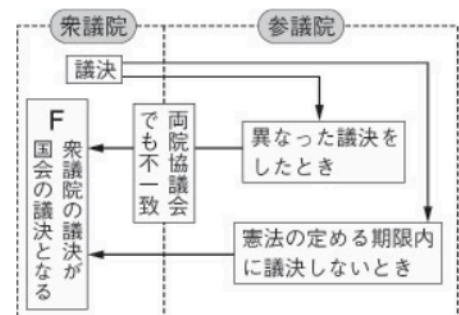 衆議院
参議院
議決
異なった議決を
したとき
両院協議会
でも不一致
F
衆議院の議決が
国会の議決となる
憲法の定める期限内
に議決しないとき